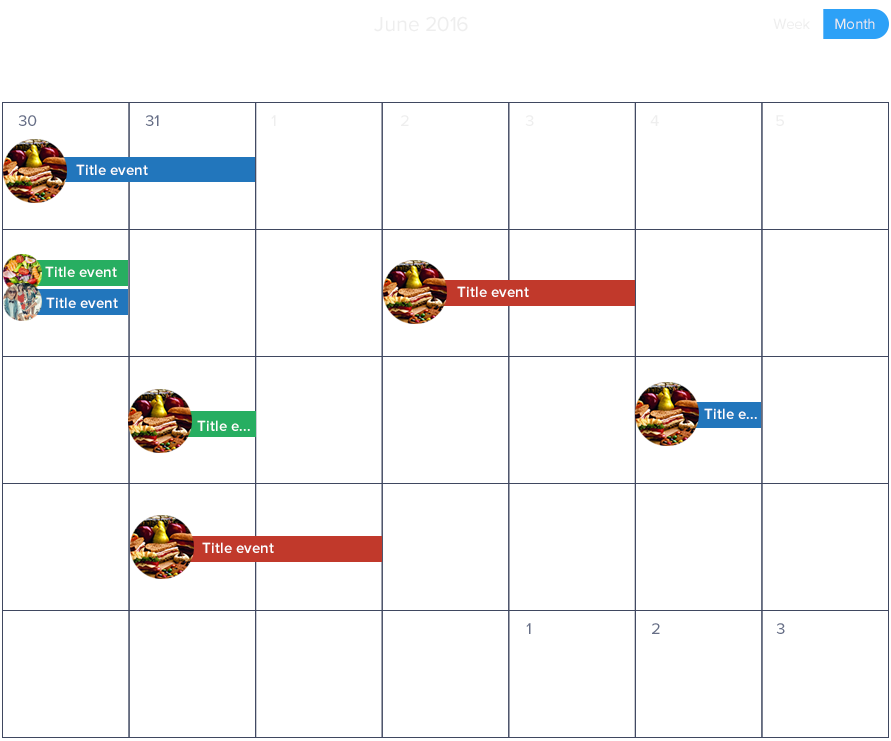 June 2016
Week
Month
30
31
1
2
3
4
5
Title event
Title event
Title event
Title event
Title e...
Title e...
Title event
1
2
3